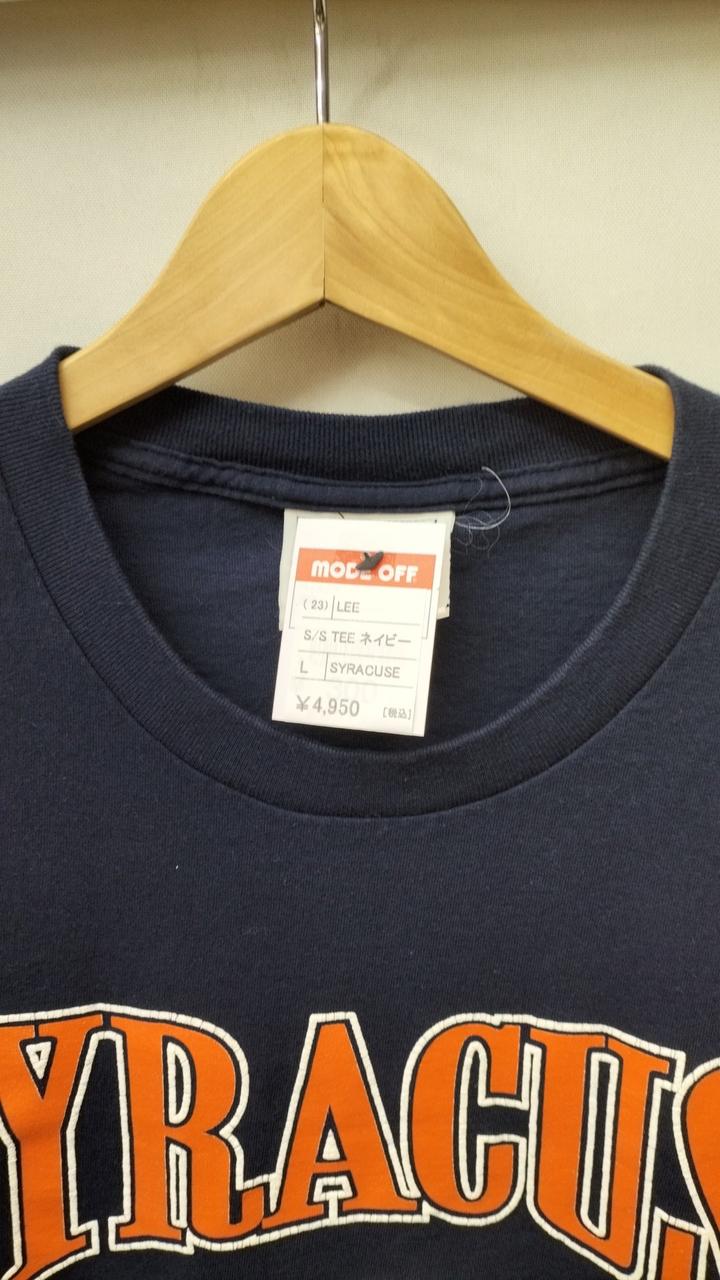 MODE OFF
(23) LEE
S/S TEE ネイビー
L SYRACUSE
¥4,950 [税込]
YRACUS